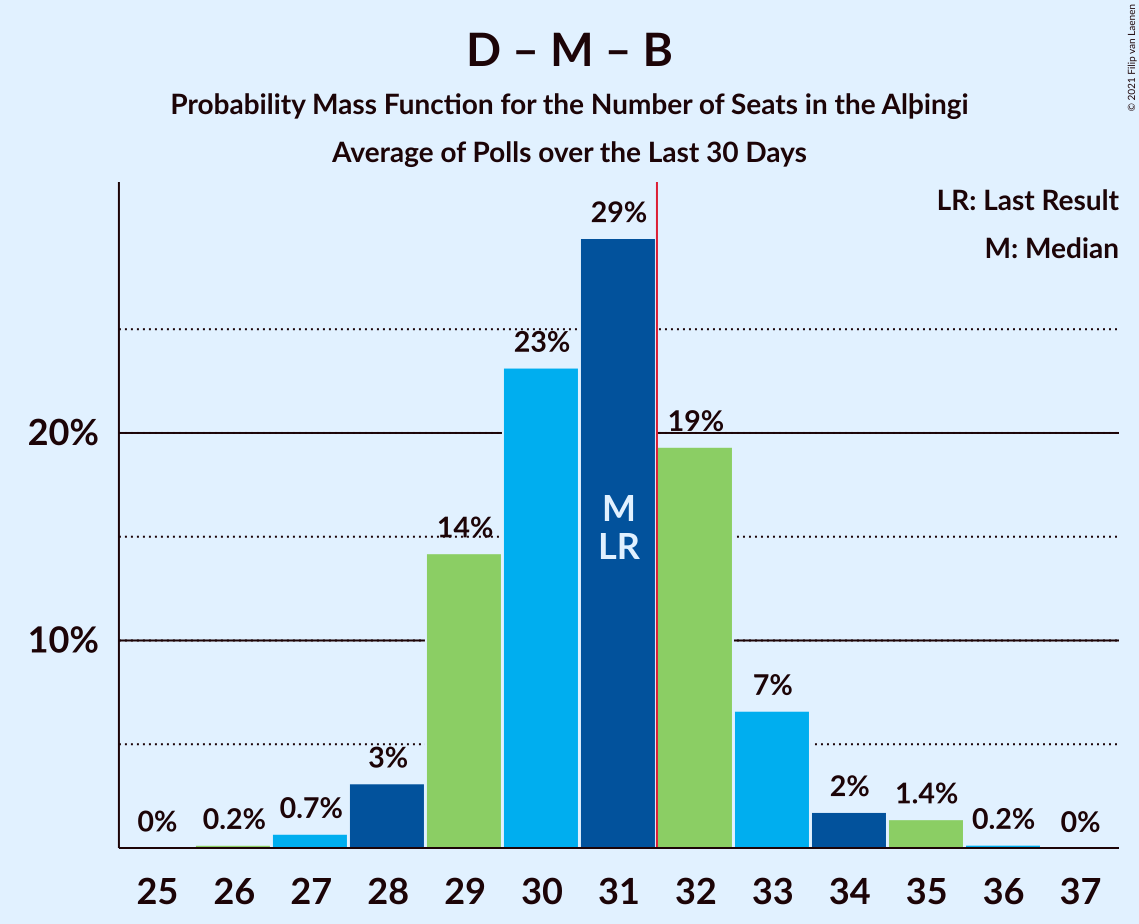 D – M – B
Probability Mass Function for the Number of Seats in the Alþingi
Average of Polls over the Last 30 Days
© 2021 Filip van Laenen
LR: Last Result
M: Median
29%
23%
20%
19%
M
LR
14%
10%
7%
3%
2%
1.4%
0.7%
0% 0.2% 0.2% 0%
25 26 27 28 29 30 31 32 33 34 35 36 37